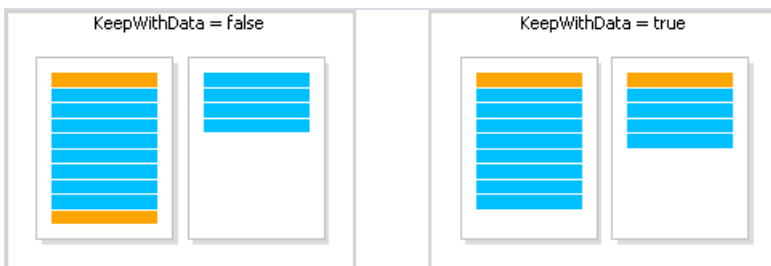 KeepWithData = false
KeepWithData = true